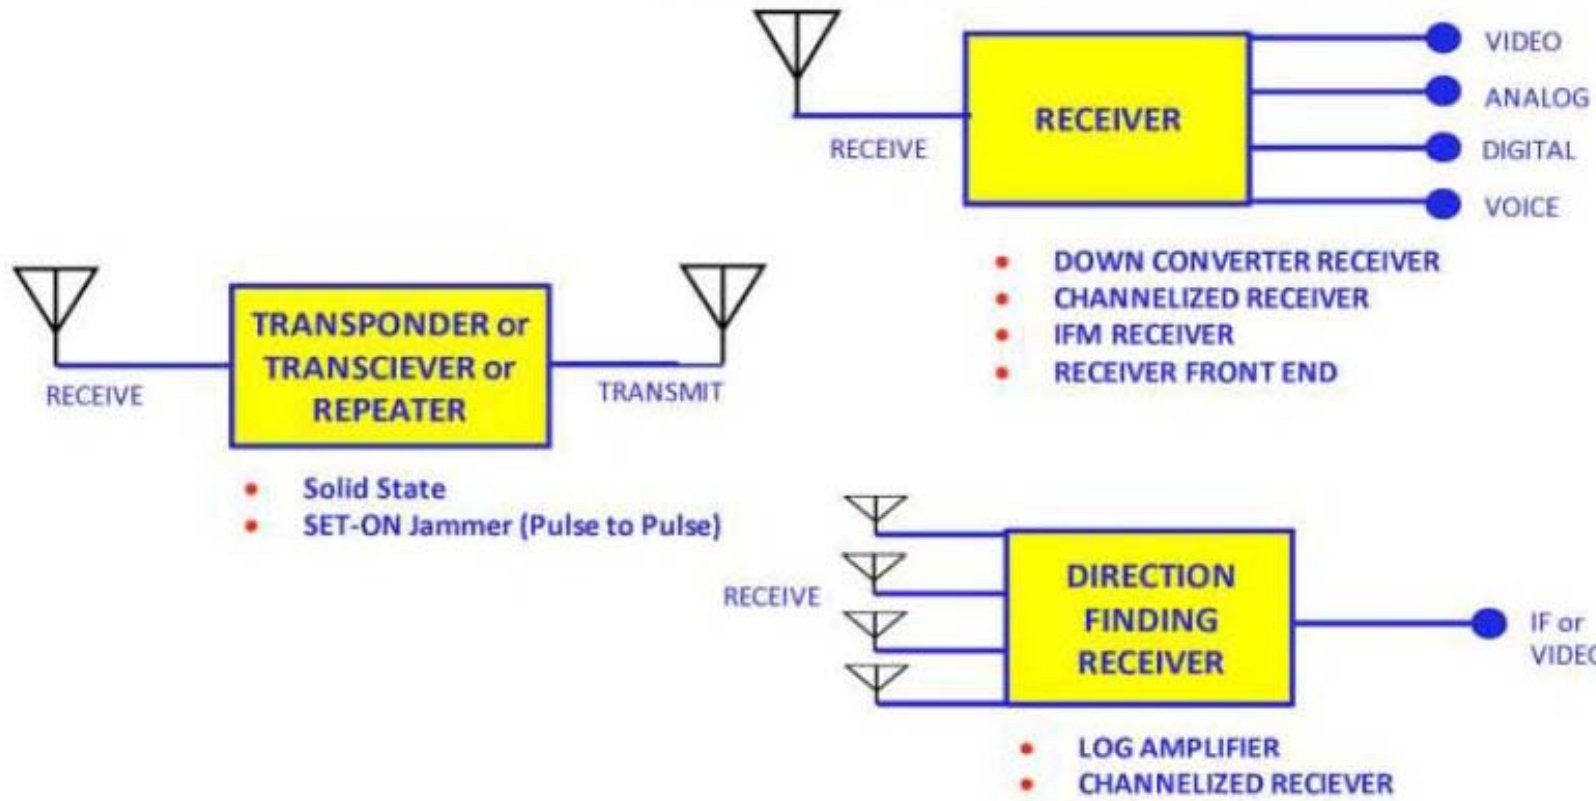 RECEIVER
RECEIVE
VIDEO
ANALOG
DIGITAL
VOICE
• DOWN CONVERTER RECEIVER
• CHANNELIZED RECEIVER
• IFM RECEIVER
• RECEIVER FRONT END
TRANSPONDER or
TRANSCIEVER or
REPEATER
RECEIVE
TRANSMIT
• Solid State
• SET-ON Jammer (Pulse to Pulse)
RECEIVE
DIRECTION
FINDING
RECEIVER
IF or
VIDEO
• LOG AMPLIFIER
• CHANNELIZED RECIEVER